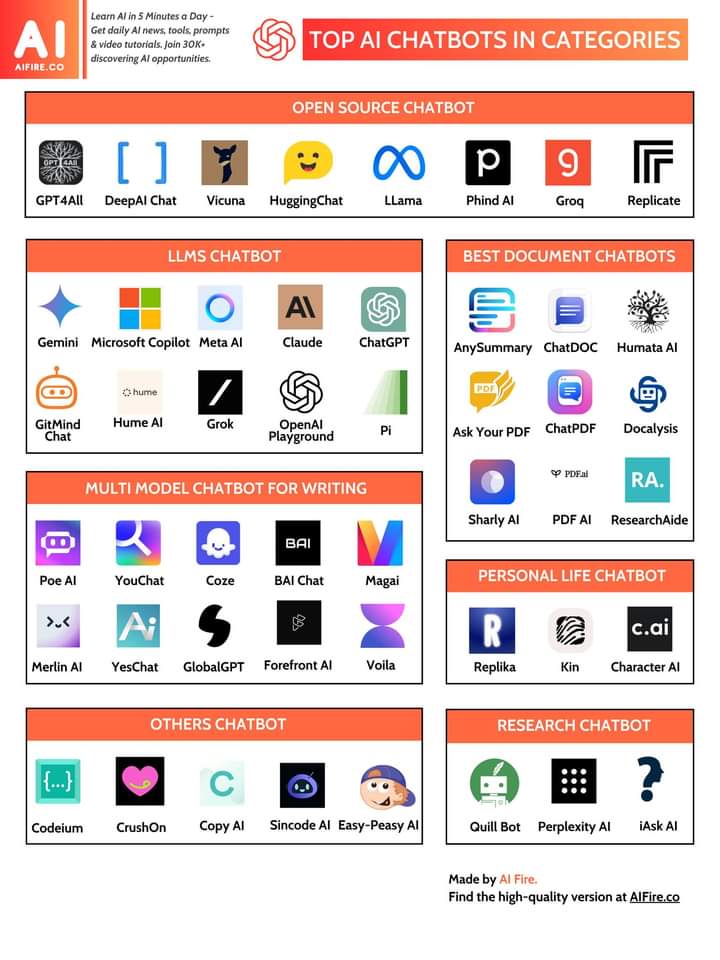 AI
AIFIRE.CO
Learn AI in 5 Minutes a Day -
Get daily AI news, tools, prompts
& video tutorials. Join 30K+
discovering AI opportunities.
TOP AI CHATBOTS IN CATEGORIES
OPEN SOURCE CHATBOT
GPT4All
GPT4All DeepAI Chat Vicuna HuggingChat LLama Phind AI Groq Replicate
LLMS CHATBOT
Gemini Microsoft Copilot Meta AI Claude ChatGPT
hume
GitMind
Chat
Hume AI Grok
OpenAI
Playground
Pi
BEST DOCUMENT CHATBOTS
AnySummary ChatDOC Humata AI
PDF
Ask Your PDF ChatPDF Docalysis
PDF.ai
RA.
Sharly AI PDF AI ResearchAide
MULTI MODEL CHATBOT FOR WRITING
BAI
Poe AI YouChat Coze BAI Chat Magai
Ai
Merlin AI YesChat GlobalGPT Forefront AI Voila
PERSONAL LIFE CHATBOT
R
c.ai
Replika Kin Character AI
OTHERS CHATBOT
{...}
C
Codeium CrushOn Copy AI Sincode AI Easy-Peasy AI
RESEARCH CHATBOT
Quill Bot Perplexity AI iAsk AI
Made by AI Fire.
Find the high-quality version at AIFire.co